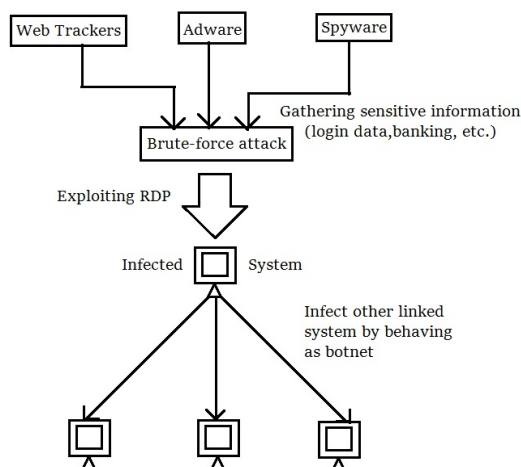 Web Trackers
Adware
Spyware
Gathering sensitive information
(login data,banking, etc.)
Brute-force attack
Exploiting RDP
Infected
System
Infect other linked
system by behaving
as botnet